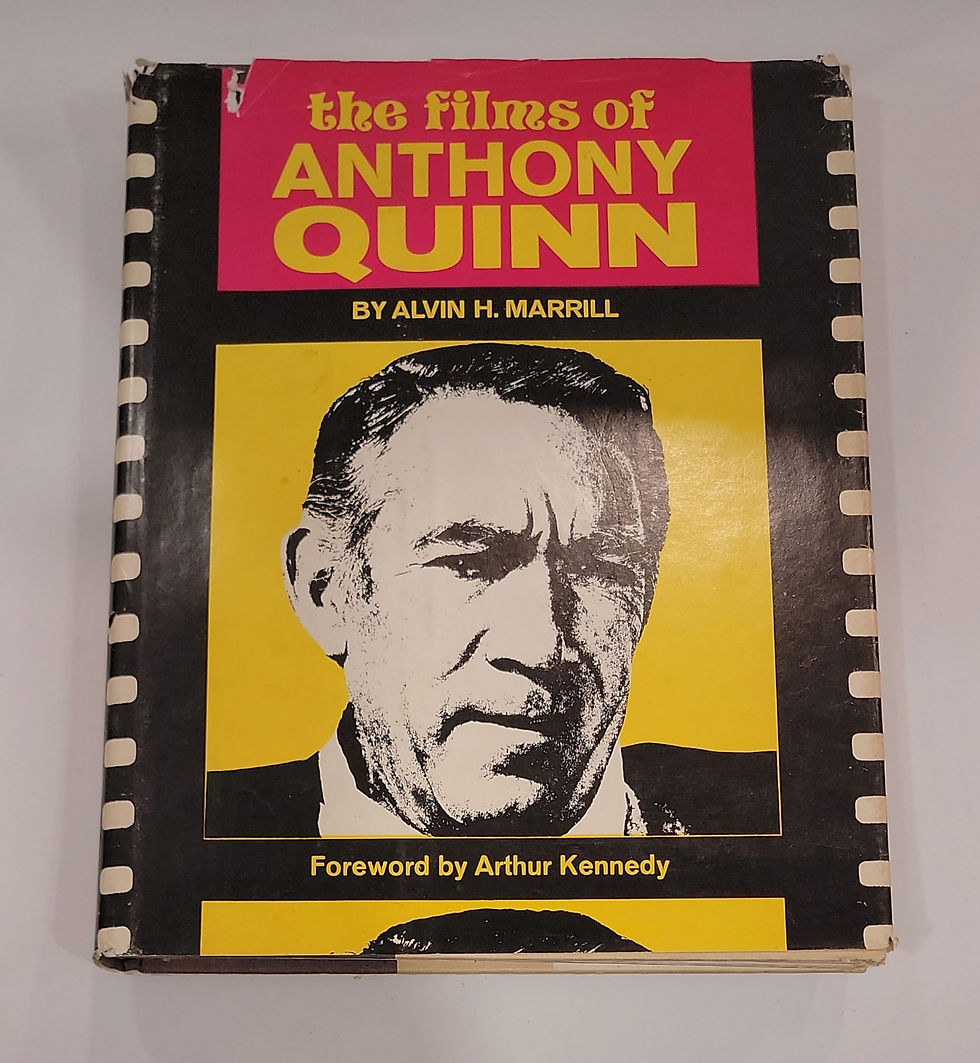 the films of
ANTHONY
QUINN
BY ALVIN H. MARRILL
Foreword by Arthur Kennedy